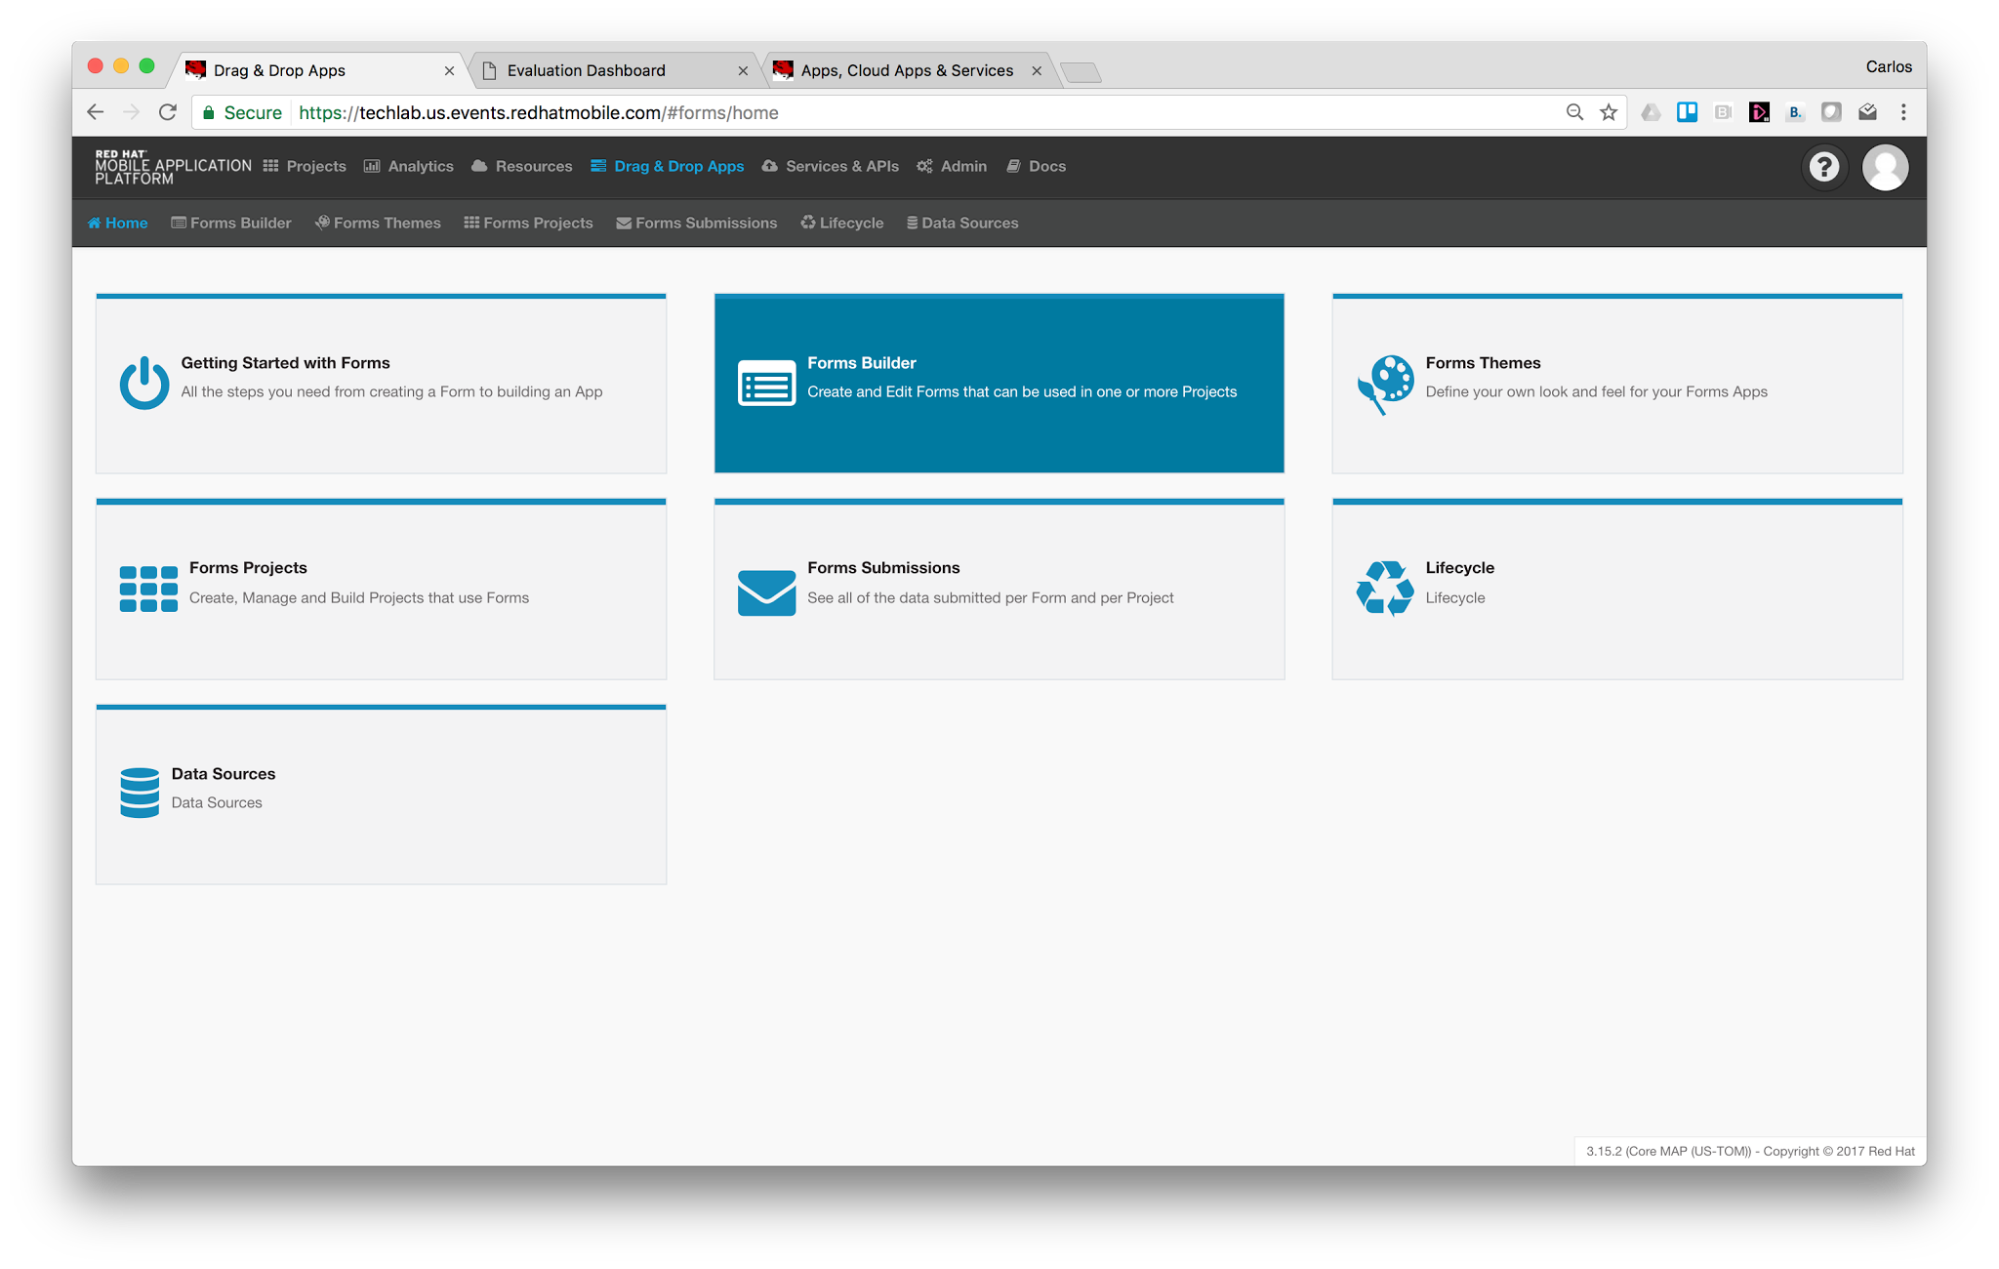 Drag & Drop Apps
Evaluation Dashboard
Apps, Cloud Apps & Services
Carlos
Secure
https://techlab.us.events.redhatmobile.com/#forms/home
B.
RED HAT
MOBILE APPLICATION
PLATFORM
Projects
Analytics
Resources
Drag & Drop Apps
Services & APIs
Admin
Docs
?
Home
Forms Builder
Forms Themes
Forms Projects
Forms Submissions
Lifecycle
Data Sources
Getting Started with Forms
All the steps you need from creating a Form to building an App
Forms Builder
Create and Edit Forms that can be used in one or more Projects
Forms Themes
Define your own look and feel for your Forms Apps
Forms Projects
Create, Manage and Build Projects that use Forms
Forms Submissions
See all of the data submitted per Form and per Project
Lifecycle
Lifecycle
Data Sources
Data Sources
3.15.2 (Core MAP (US-TOM)) - Copyright © 2017 Red Hat